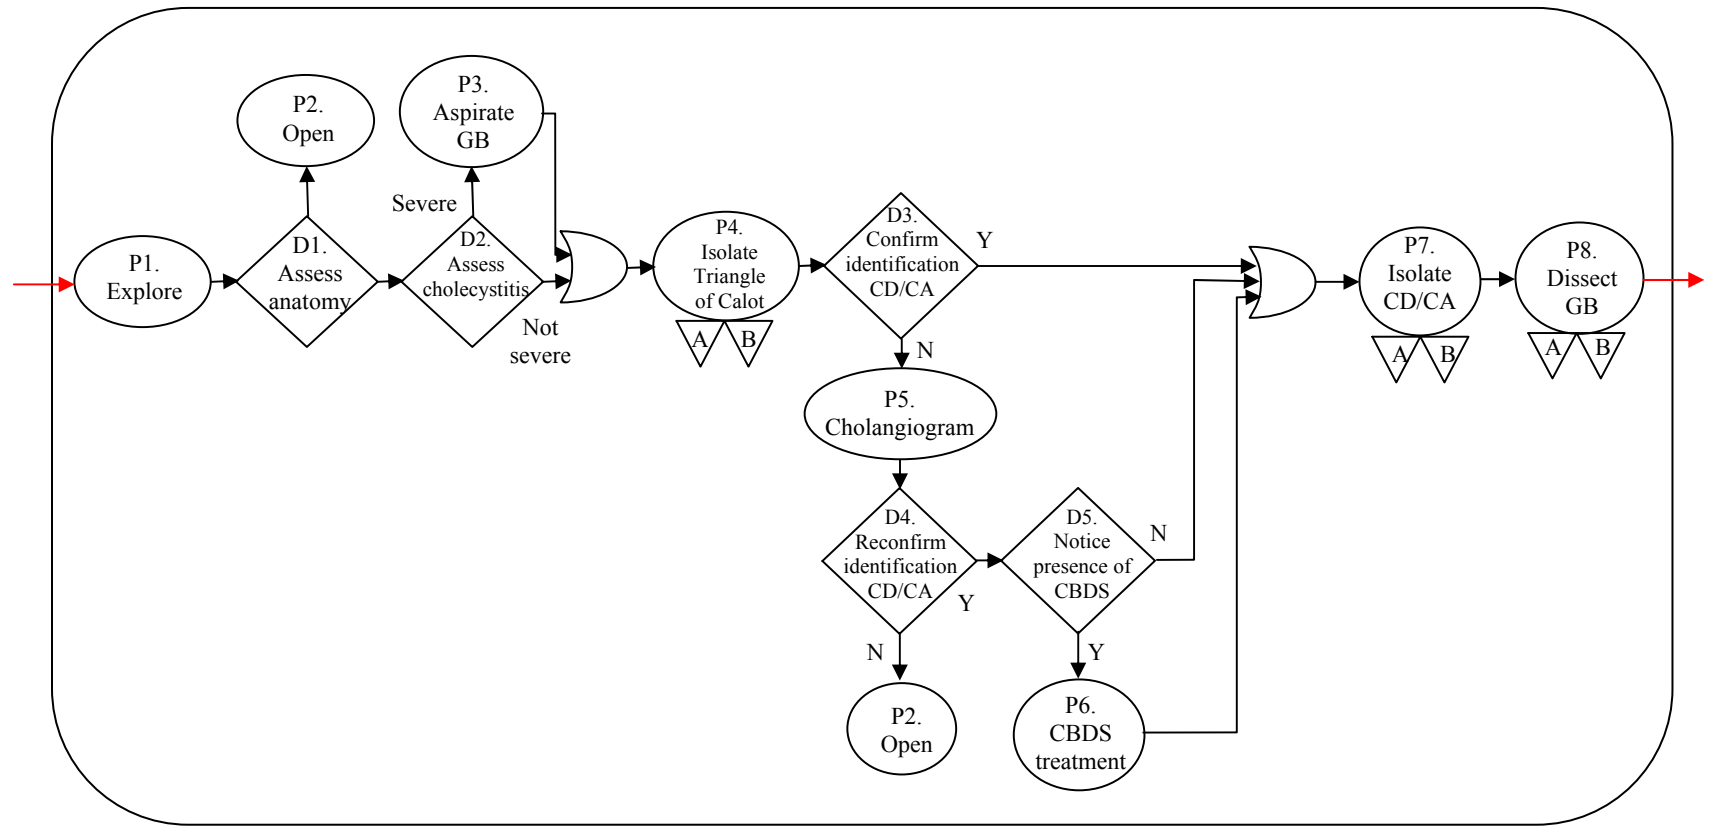 P1.
Explore
P2.
Open
D1.
Assess
anatomy
P3.
Aspirate
GB
Severe
D2.
Assess
cholecystitis
Not
severe
P4.
Isolate
Triangle
of Calot
A
B
D3.
Confirm
identification
CD/CA
Y
N
P5.
Cholangiogram
D4.
Reconfirm
identification
CD/CA
Y
N
P2.
Open
D5.
Notice
presence of
CBDS
N
Y
P6.
CBDS
treatment
P7.
Isolate
CD/CA
A
B
P8.
Dissect
GB
A
B